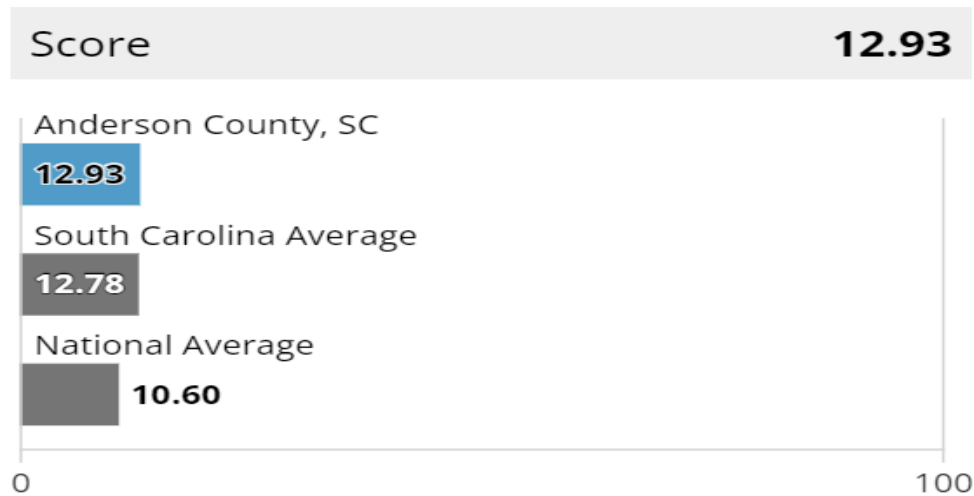 Score 12.93
Anderson County, SC
12.93
South Carolina Average
12.78
National Average
10.60
0 100